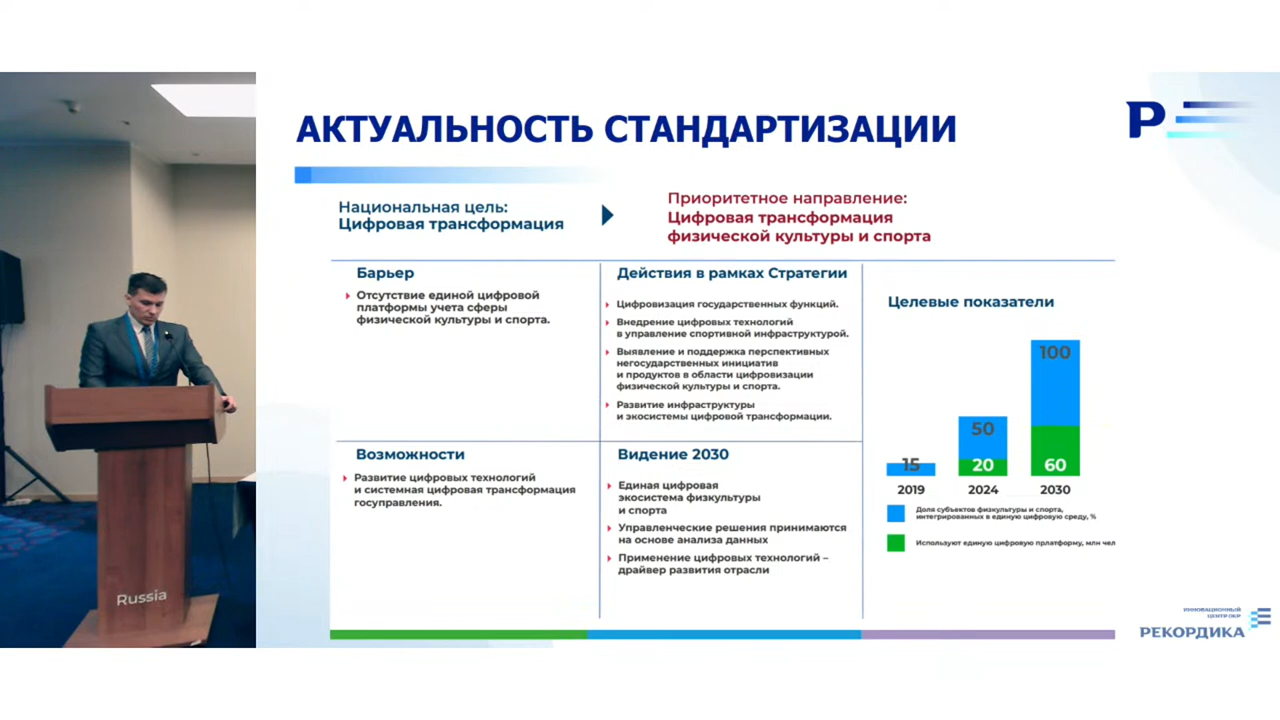 АКТУАЛЬНОСТЬ СТАНДАРТИЗАЦИИ
Р
Национальная цель:
Цифровая трансформация
Приоритетное направление:
Цифровая трансформация
физической культуры и спорта
Барьер
Отсутствие единой цифровой
платформы учета сферы
физической культуры и спорта.
Действия в рамках Стратегии
Цифровизация государственных функций.
Внедрение цифровых технологий
в управление спортивной инфраструктурой.
Выявление и поддержка перспективных
негосударственных инициатив
и продуктов в области цифровизации
физической культуры и спорта.
Развитие инфраструктуры
и экосистемы цифровой трансформации.
Возможности
Развитие цифровых технологий
и системная цифровая трансформация
госуправления.
Видение 2030
Единая цифровая
экосистема физкультуры
и спорта
Управленческие решения принимаются
на основе анализа данных
Применение цифровых технологий –
драйвер развития отрасли
Целевые показатели
100
50
15
20
60
2019
2024
2030
Доля субъектов физкультуры и спорта,
интегрированных в единую цифровую среду, %
Используют единую цифровую прлатформу, млн чел
Russia
ИННОВАЦИОННЫЙ
ЦЕНТР ОКР
РЕКОРДИКА